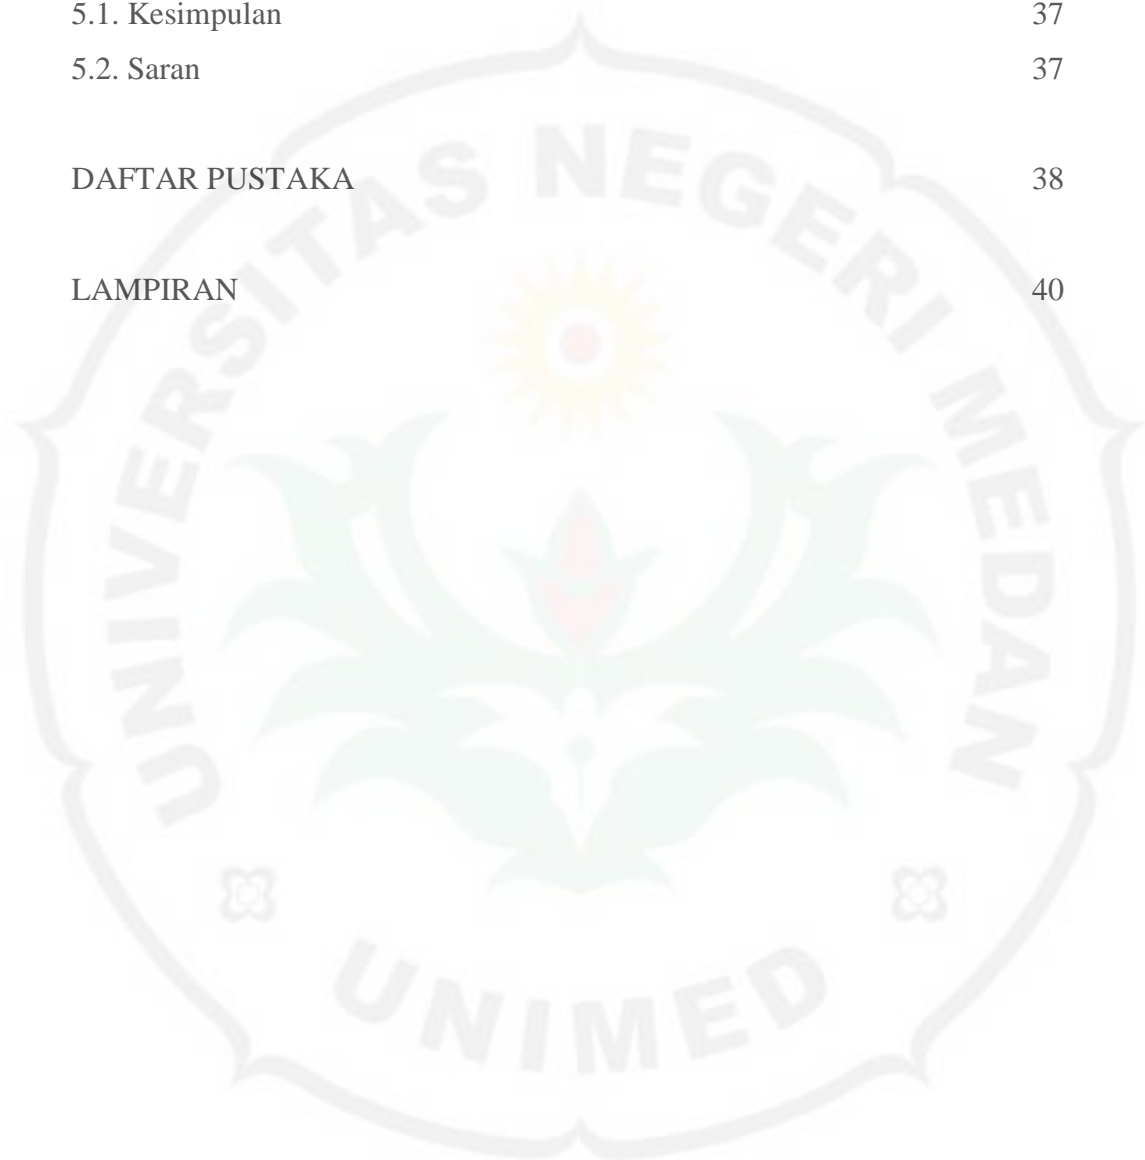 5.1. Kesimpulan 37
5.2. Saran 37
DAFTAR PUSTAKA 38
LAMPIRAN 40
UNIVERSITAS NEGERI MEDAN
UNIMED